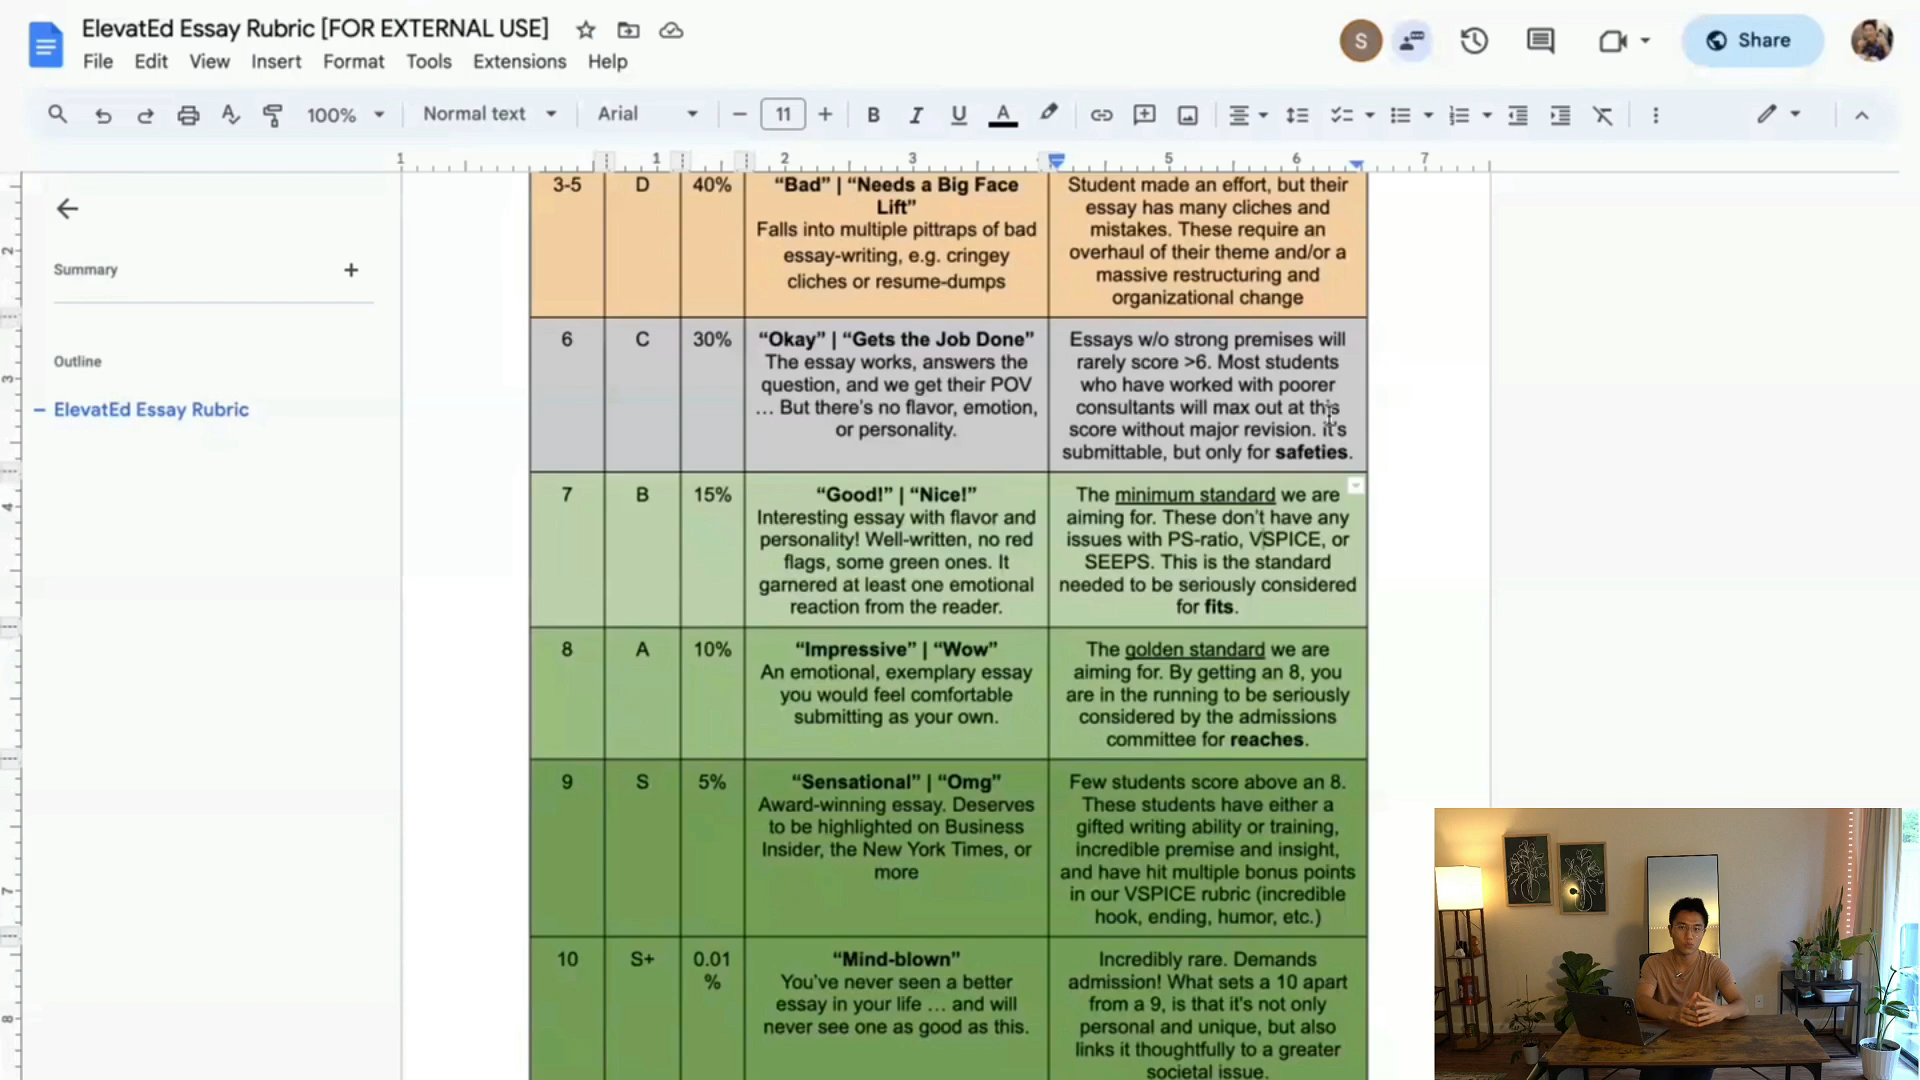 ElevatEd Essay Rubric [FOR EXTERNAL USE]
File Edit View Insert Format Tools Extensions Help
S
Share
100%
Normal text
Arial
11
1 1 2 3 5 6 7
Summary
Outline
ElevatEd Essay Rubric
2
3
4
7
8
3-5
D
40%
“Bad” | “Needs a Big Face
Lift”
Falls into multiple pittraps of bad
essay-writing, e.g. cringey
cliches or resume-dumps
Student made an effort, but their
essay has many cliches and
mistakes. These require an
overhaul of their theme and/or a
massive restructuring and
organizational change
6
C
30%
“Okay” | “Gets the Job Done”
The essay works, answers the
question, and we get their POV
... But there’s no flavor, emotion,
or personality.
Essays w/o strong premises will
rarely score >6. Most students
who have worked with poorer
consultants will max out at this
score without major revision. It’s
submittable, but only for safeties.
7
B
15%
“Good!” | “Nice!”
Interesting essay with flavor and
personality! Well-written, no red
flags, some green ones. It
garnered at least one emotional
reaction from the reader.
The minimum standard we are
aiming for. These don’t have any
issues with PS-ratio, VSPICE, or
SEEPS. This is the standard
needed to be seriously considered
for fits.
8
A
10%
“Impressive” | “Wow”
An emotional, exemplary essay
you would feel comfortable
submitting as your own.
The golden standard we are
aiming for. By getting an 8, you
are in the running to be seriously
considered by the admissions
committee for reaches.
9
S
5%
“Sensational” | “Omg”
Award-winning essay. Deserves
to be highlighted on Business
Insider, the New York Times, or
more
Few students score above an 8.
These students have either a
gifted writing ability or training,
incredible premise and insight,
and have hit multiple bonus points
in our VSPICE rubric (incredible
hook, ending, humor, etc.)
10
S+
0.01
%
“Mind-blown”
You’ve never seen a better
essay in your life ... and will
never see one as good as this.
Incredibly rare. Demands
admission! What sets a 10 apart
from a 9, is that it's not only
personal and unique, but also
links it thoughtfully to a greater
societal issue.